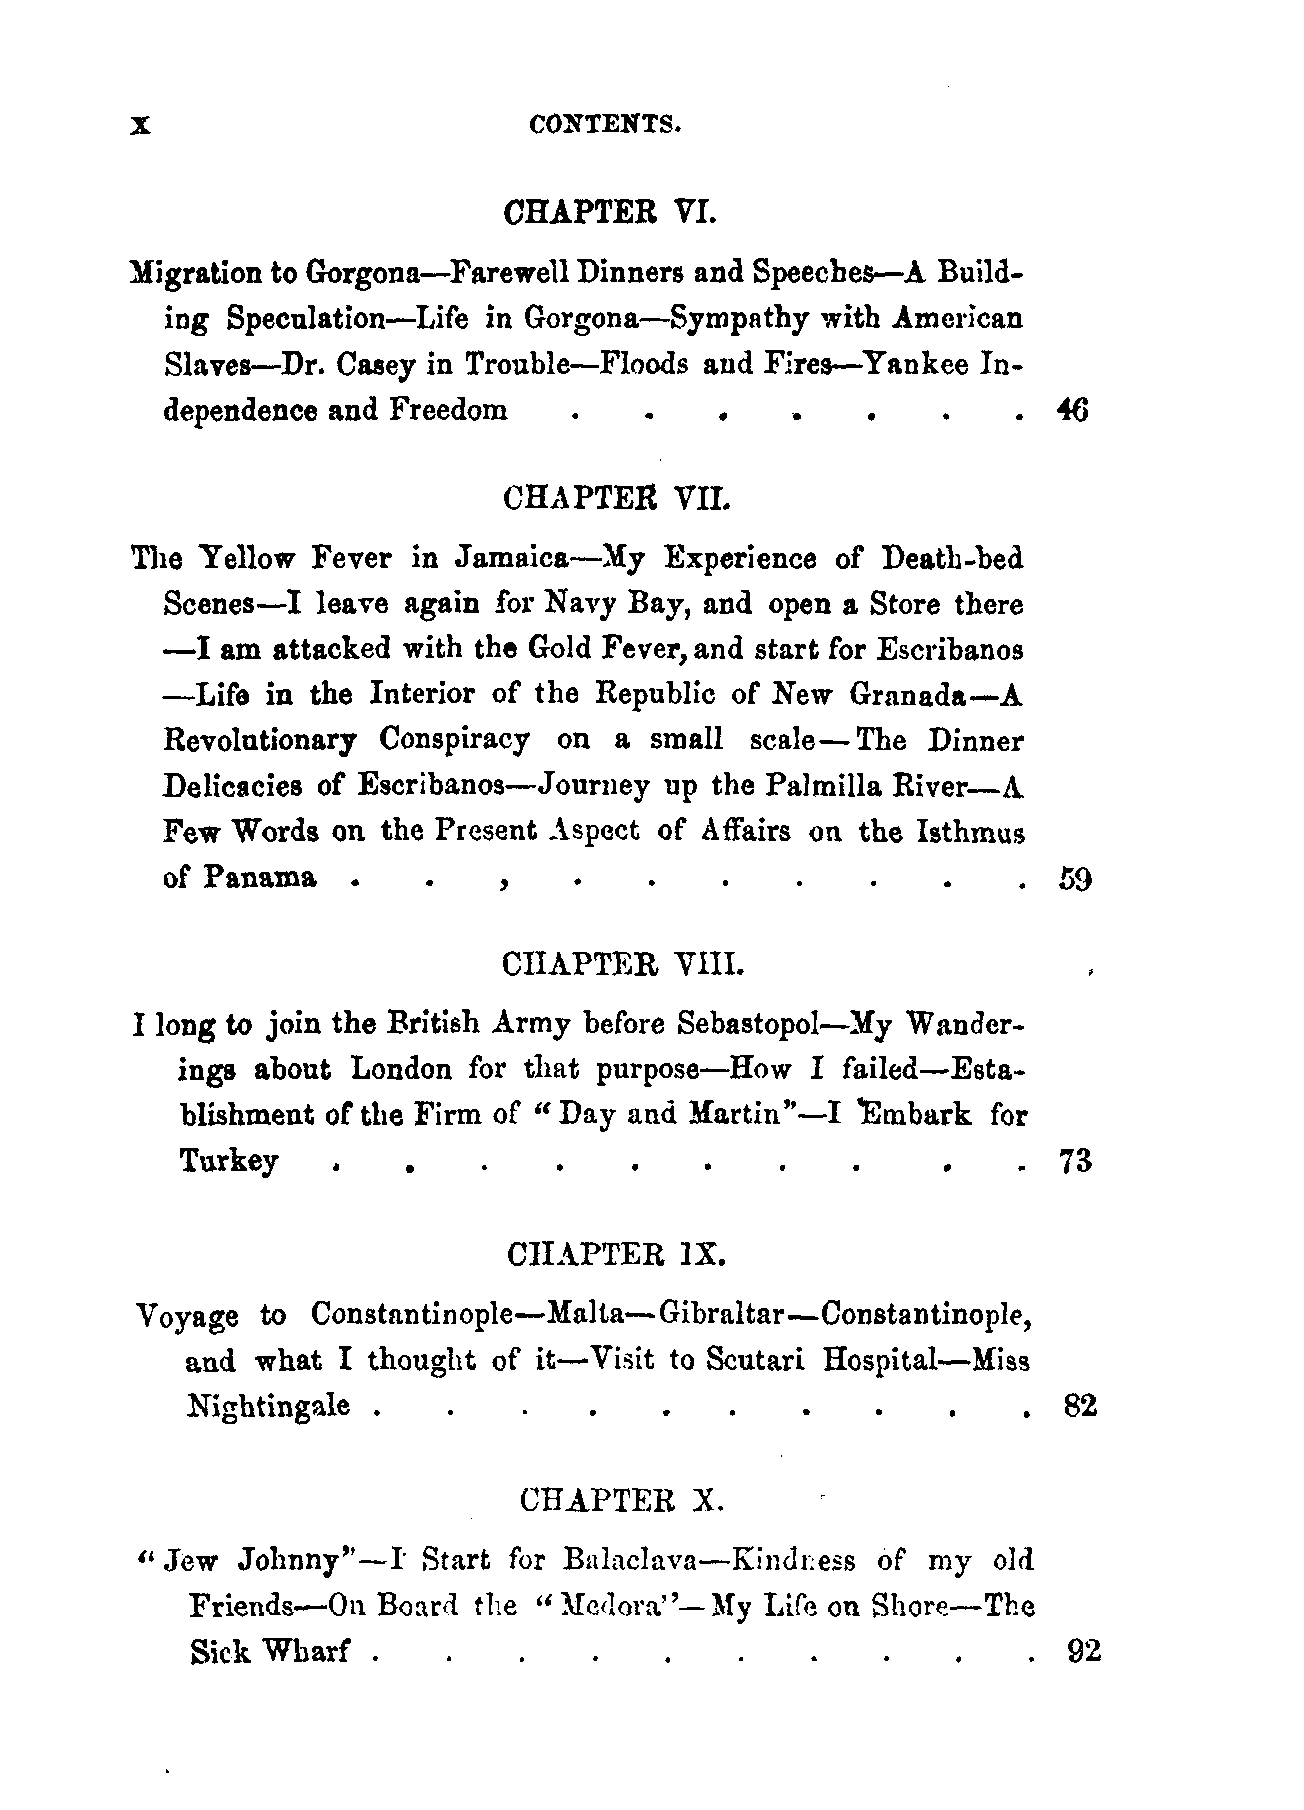 X CONTENTS.
CHAPTER VI.
Migration to Gorgona—Farewell Dinners and Speeches—A Build-
ing Speculation—Life in Gorgona—Sympathy with American
Slaves—Dr. Casey in Trouble—Floods and Fires—Yankee In-
dependence and Freedom . . . . . . . 46
CHAPTER VII.
The Yellow Fever in Jamaica—My Experience of Death-bed
Scenes—I leave again for Navy Bay, and open a Store there
—I am attacked with the Gold Fever, and start for Escribanos
—Life in the Interior of the Republic of New Granada—A
Revolutionary Conspiracy on a small scale—The Dinner
Delicacies of Escribanos—Journey up the Palmilla River—A
Few Words on the Present Aspect of Affairs on the Isthmus
of Panama . . , . . . . . . . 59
CHAPTER VIII.
I long to join the British Army before Sebastopol—My Wander-
ings about London for that purpose—How I failed—Esta-
blishment of the Firm of “Day and Martin”—I Embark for
Turkey . . . . . . . . . . 73
CHAPTER IX.
Voyage to Constantinople—Malta—Gibraltar—Constantinople,
and what I thought of it—Visit to Scutari Hospital—Miss
Nightingale . . . . . . . . . . 82
CHAPTER X.
“Jew Johnny”—I Start for Balaclava—Kindness of my old
Friends—On Board the “Medora”—My Life on Shore—The
Sick Wharf . . . . . . . . . . 92